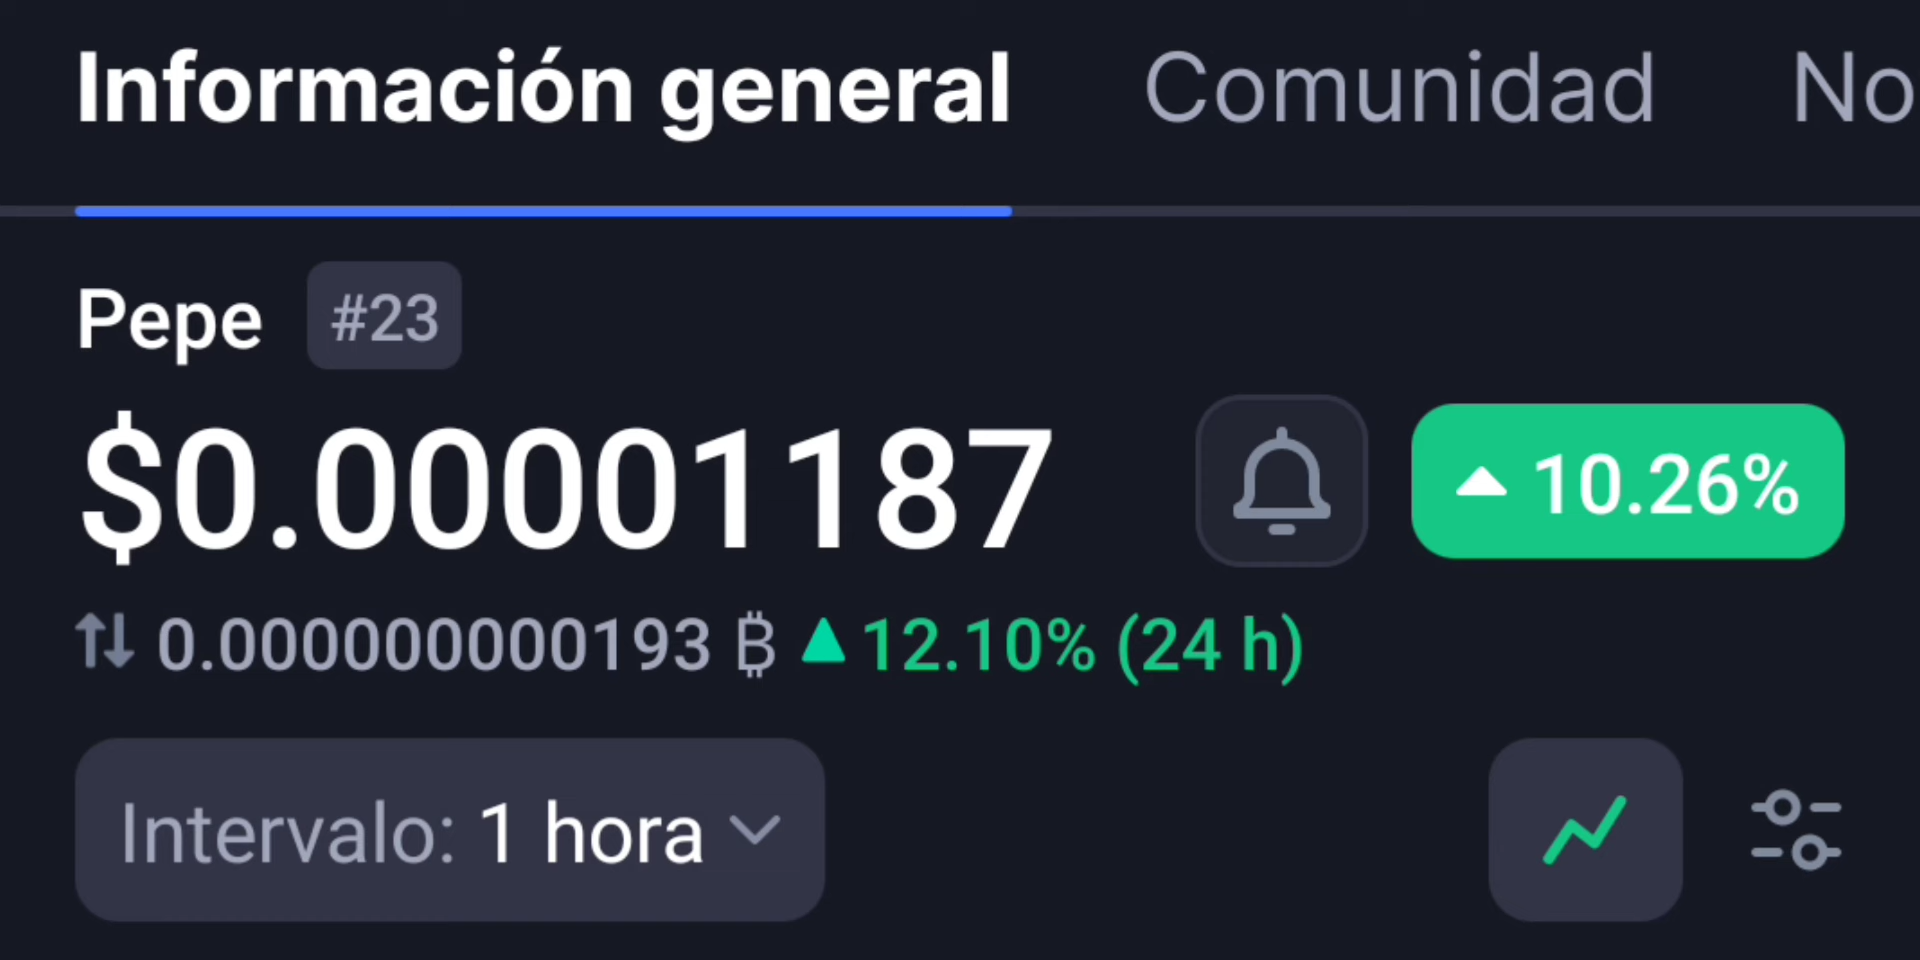 Información general Comunidad No
Pepe #23
$0.00001187 10.26%
0.000000000193 ₿ 12.10% (24 h)
Intervalo: 1 hora